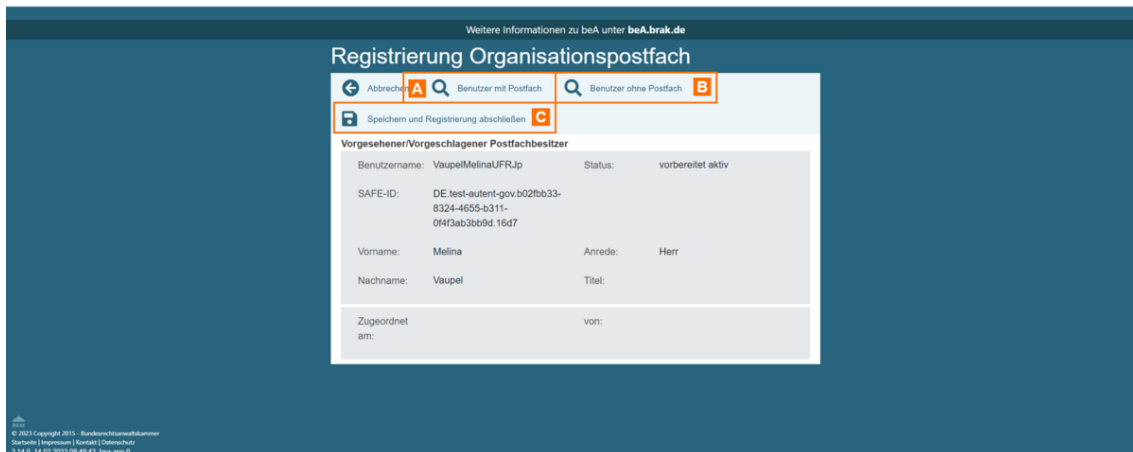 Weitere Informationen zu beA unter beA.brak.de
Registrierung Organisationspostfach
Abbrechen A Benutzer mit Postfach Benutzer ohne Postfach B
Speichern und Registrierung abschließen C
Vorgesehener/Vorgeschlagener Postfachbesitzer
Benutzername: VaupelMelinaUFRJp Status: vorbereitet aktiv
SAFE-ID: DE.test-autent-gov.b02fbb33-
8324-4655-b311-
0f4f3ab3bb9d.16d7
Vorname: Melina Anrede: Herr
Nachname: Vaupel Titel:
Zugeordnet von:
am:
BRAK
© 2023 Copyright 2015 - Bundesrechtsanwaltskammer
Startseite | Impressum | Kontakt | Datenschutz